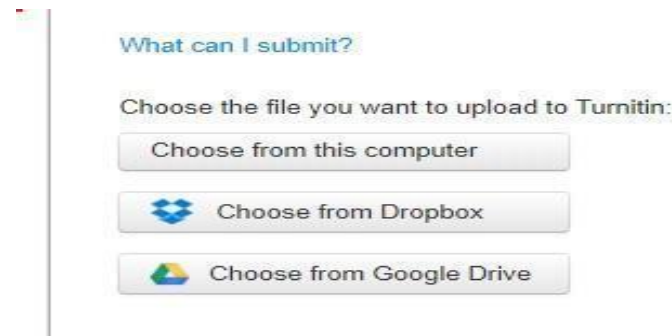 What can I submit?
Choose the file you want to upload to Turnitin:
Choose from this computer
Choose from Dropbox
Choose from Google Drive